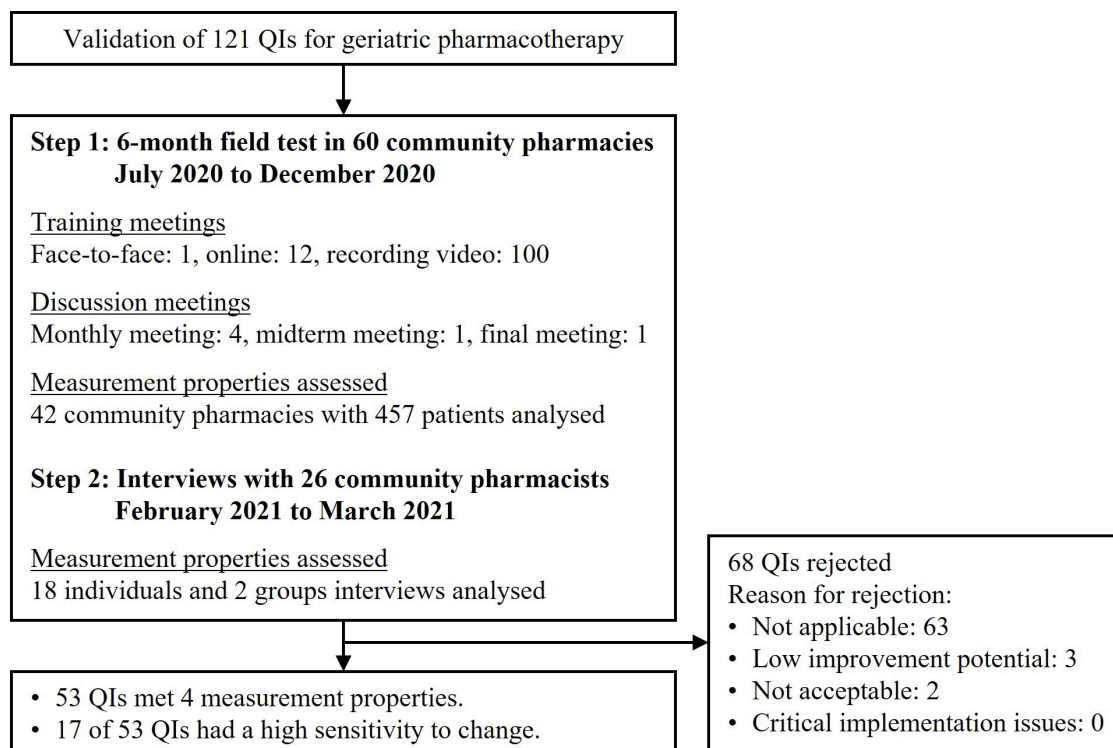 Validation of 121 QIs for geriatric pharmacotherapy
Step 1: 6-month field test in 60 community pharmacies
July 2020 to December 2020
Training meetings
Face-to-face: 1, online: 12, recording video: 100
Discussion meetings
Monthly meeting: 4, midterm meeting: 1, final meeting: 1
Measurement properties assessed
42 community pharmacies with 457 patients analysed
Step 2: Interviews with 26 community pharmacists
February 2021 to March 2021
Measurement properties assessed
18 individuals and 2 groups interviews analysed
68 QIs rejected
Reason for rejection:
• Not applicable: 63
• Low improvement potential: 3
• Not acceptable: 2
• Critical implementation issues: 0
• 53 QIs met 4 measurement properties.
• 17 of 53 QIs had a high sensitivity to change.